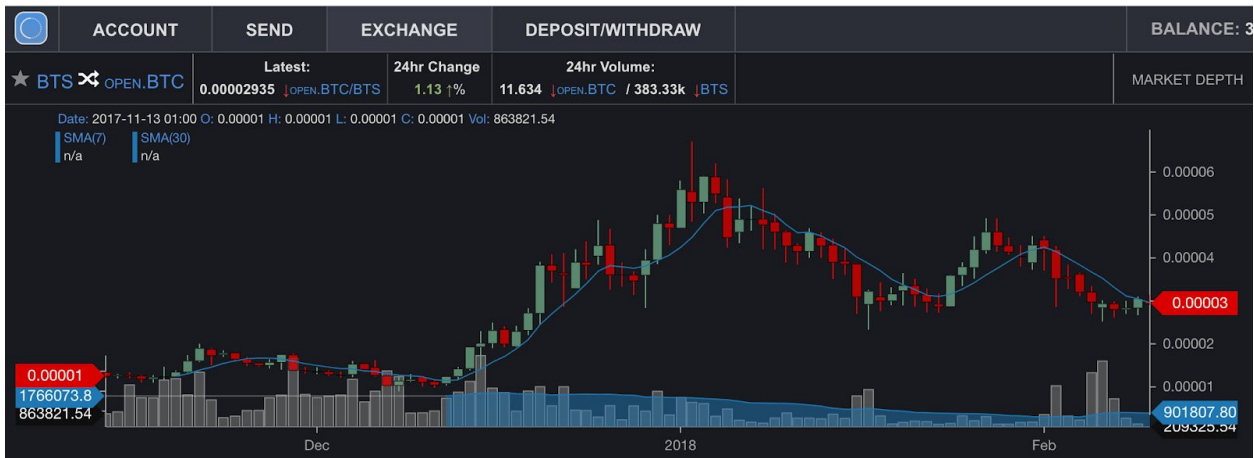 ACCOUNT SEND EXCHANGE DEPOSIT/WITHDRAW BALANCE: 3
Latest: 24hr Change 24hr Volume:
BTS OPEN.BTC 0.00002935 ↓OPEN.BTC/BTS 1.13 ↑% 11.634 ↓OPEN.BTC / 383.33k ↓BTS MARKET DEPTH
Date: 2017-11-13 01:00 O: 0.00001 H: 0.00001 L: 0.00001 C: 0.00001 Vol: 863821.54
SMA(7) SMA(30)
n/a n/a
0.00006
0.00005
0.00004
0.00003
0.00002
0.00001
0.00001
1766073.8
863821.54
901807.80
209325.54
Dec 2018 Feb